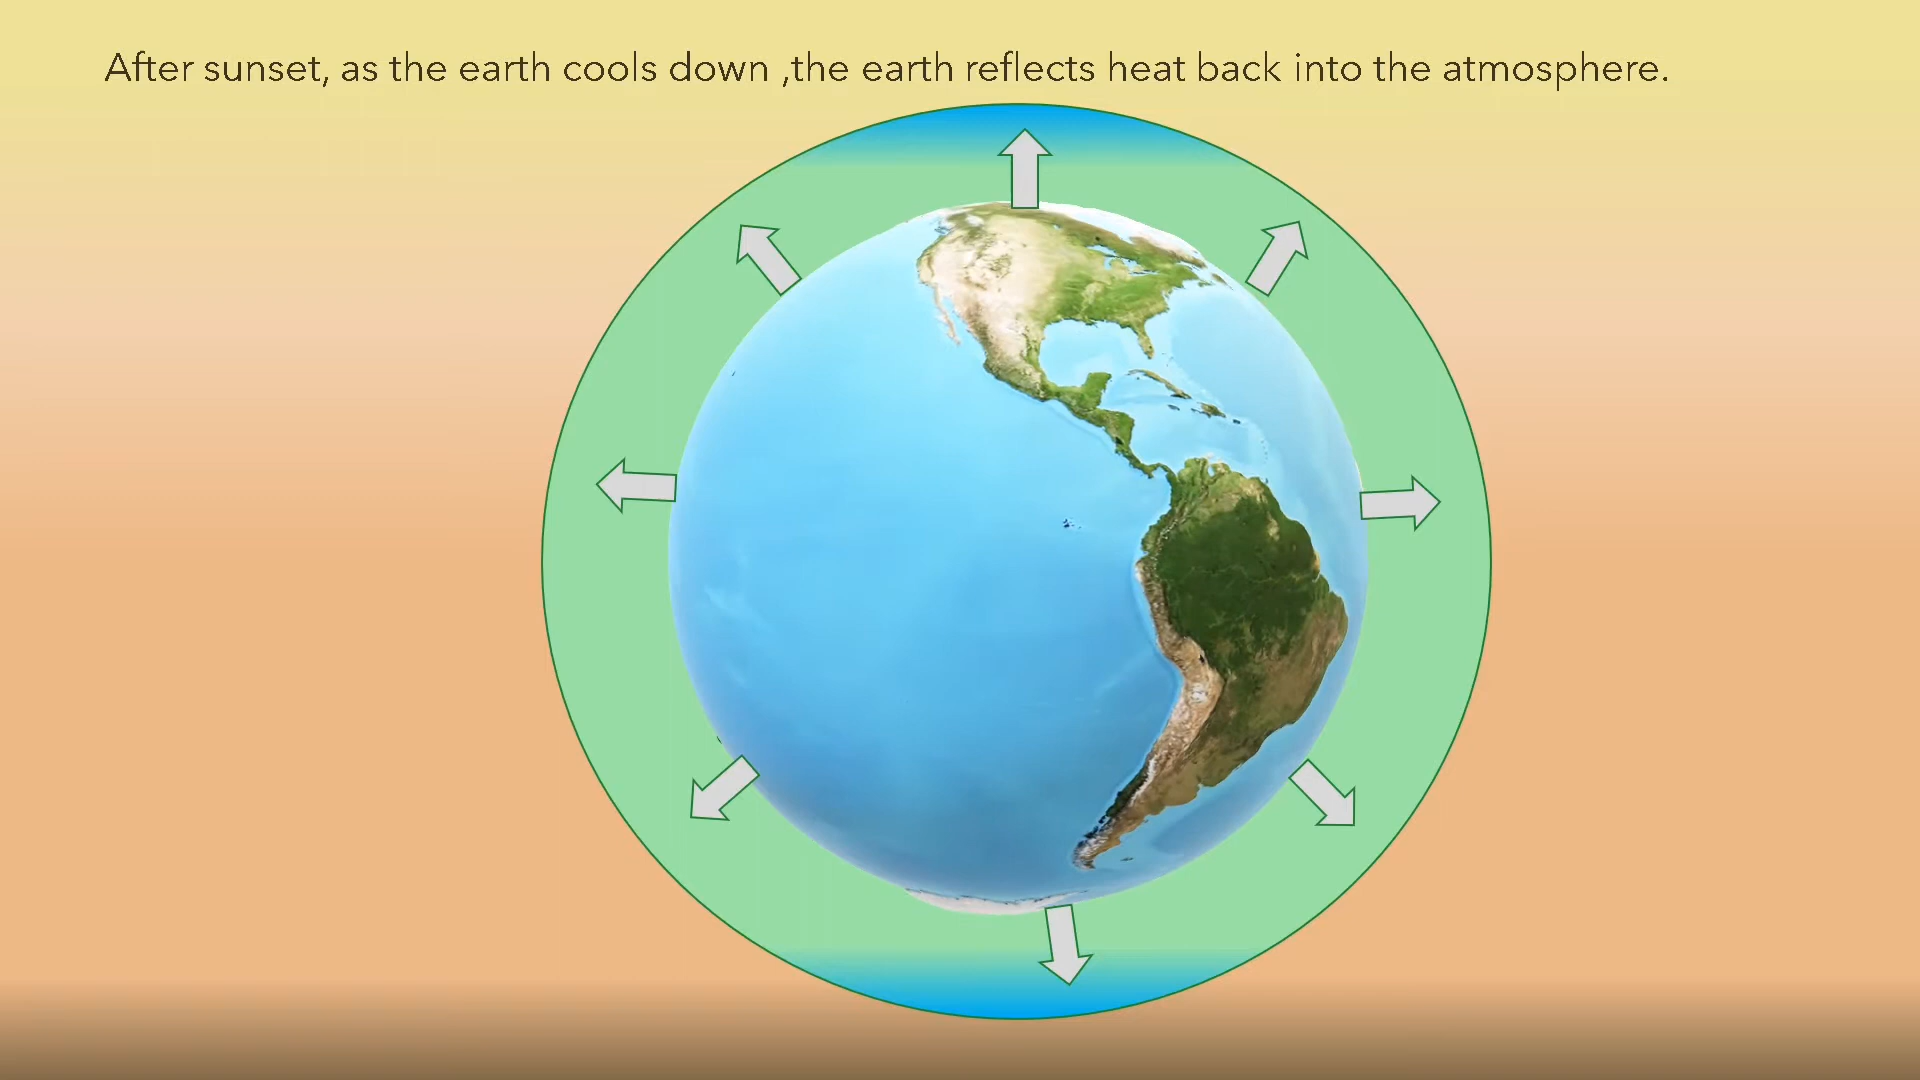 After sunset, as the earth cools down ,the earth reflects heat back into the atmosphere.